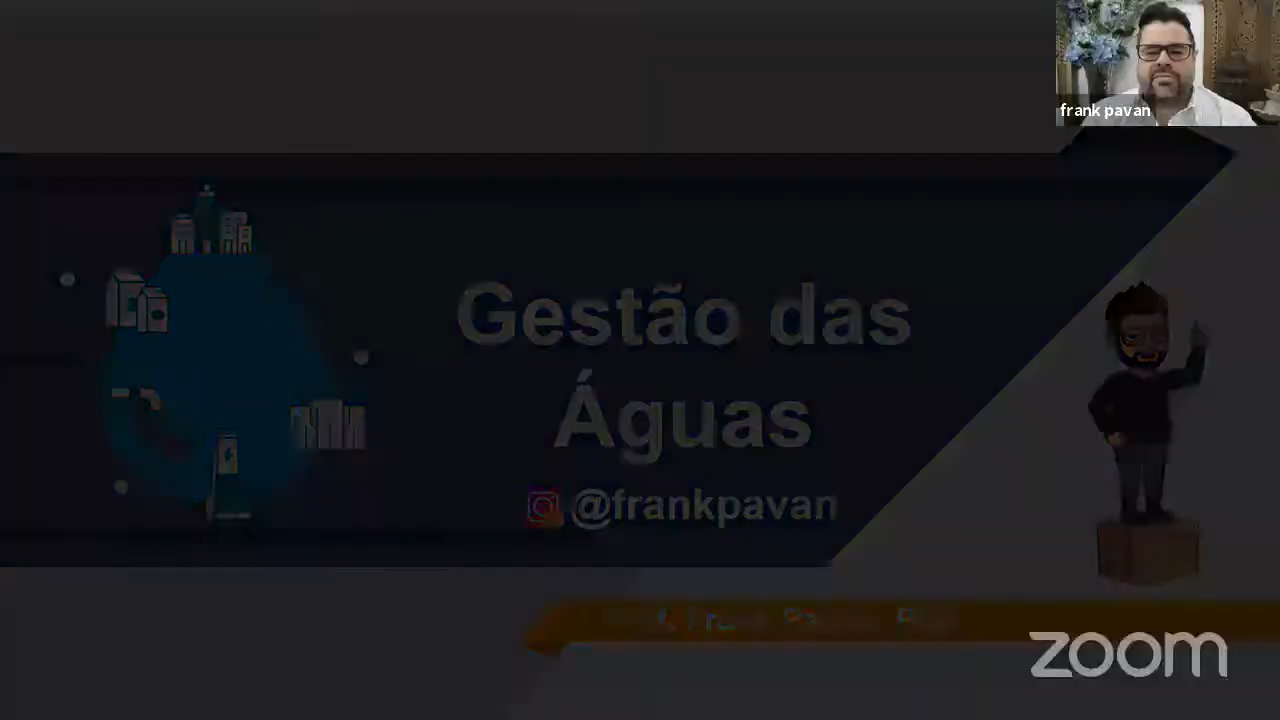 frank pavan
Gestão das
Águas
@frankpavan
zoom